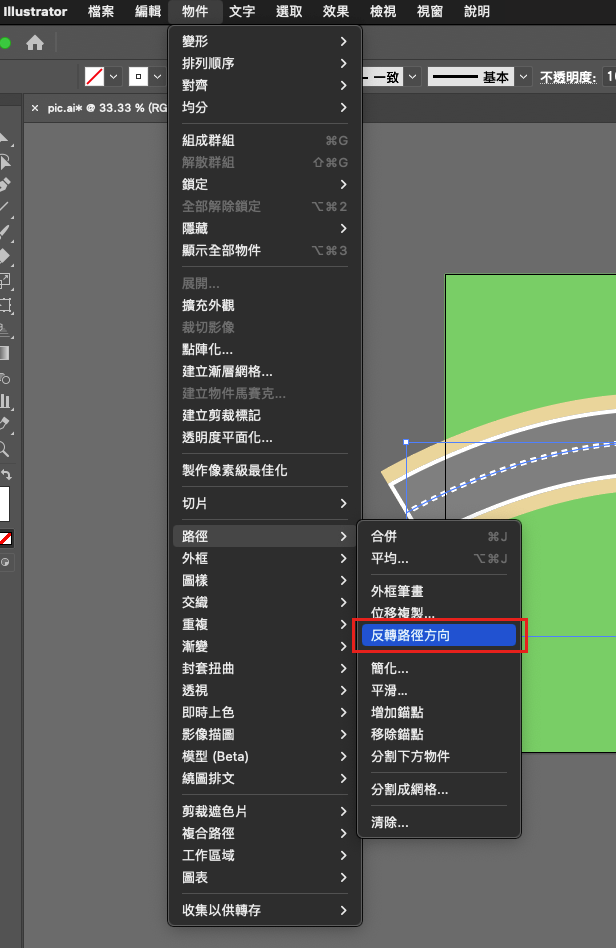 Illustrator 檔案 編輯 物件 文字 選取 效果 檢視 視窗 說明
一致 基本 不透明度:
× pic.ai* @ 33.33 % (RG
變形
排列順序
對齊
均分
組成群組 ⌘G
解散群組 ⇧⌘G
鎖定
全部解除鎖定 ⌥⌘2
隱藏
顯示全部物件 ⌥⌘3
展開...
擴充外觀
裁切影像
點陣化...
建立漸層網格...
建立物件馬賽克...
建立剪裁標記
透明度平面化...
製作像素級最佳化
切片
路徑
外框
圖樣
交織
重複
漸變
封套扭曲
透視
即時上色
影像描圖
模型 (Beta)
繞圖排文
剪裁遮色片
複合路徑
工作區域
圖表
收集以供轉存
合併 ⌘J
平均... ⌥⌘J
外框筆畫
位移複製...
反轉路徑方向
簡化...
平滑...
增加錨點
移除錨點
分割下方物件
分割成網格...
清除...